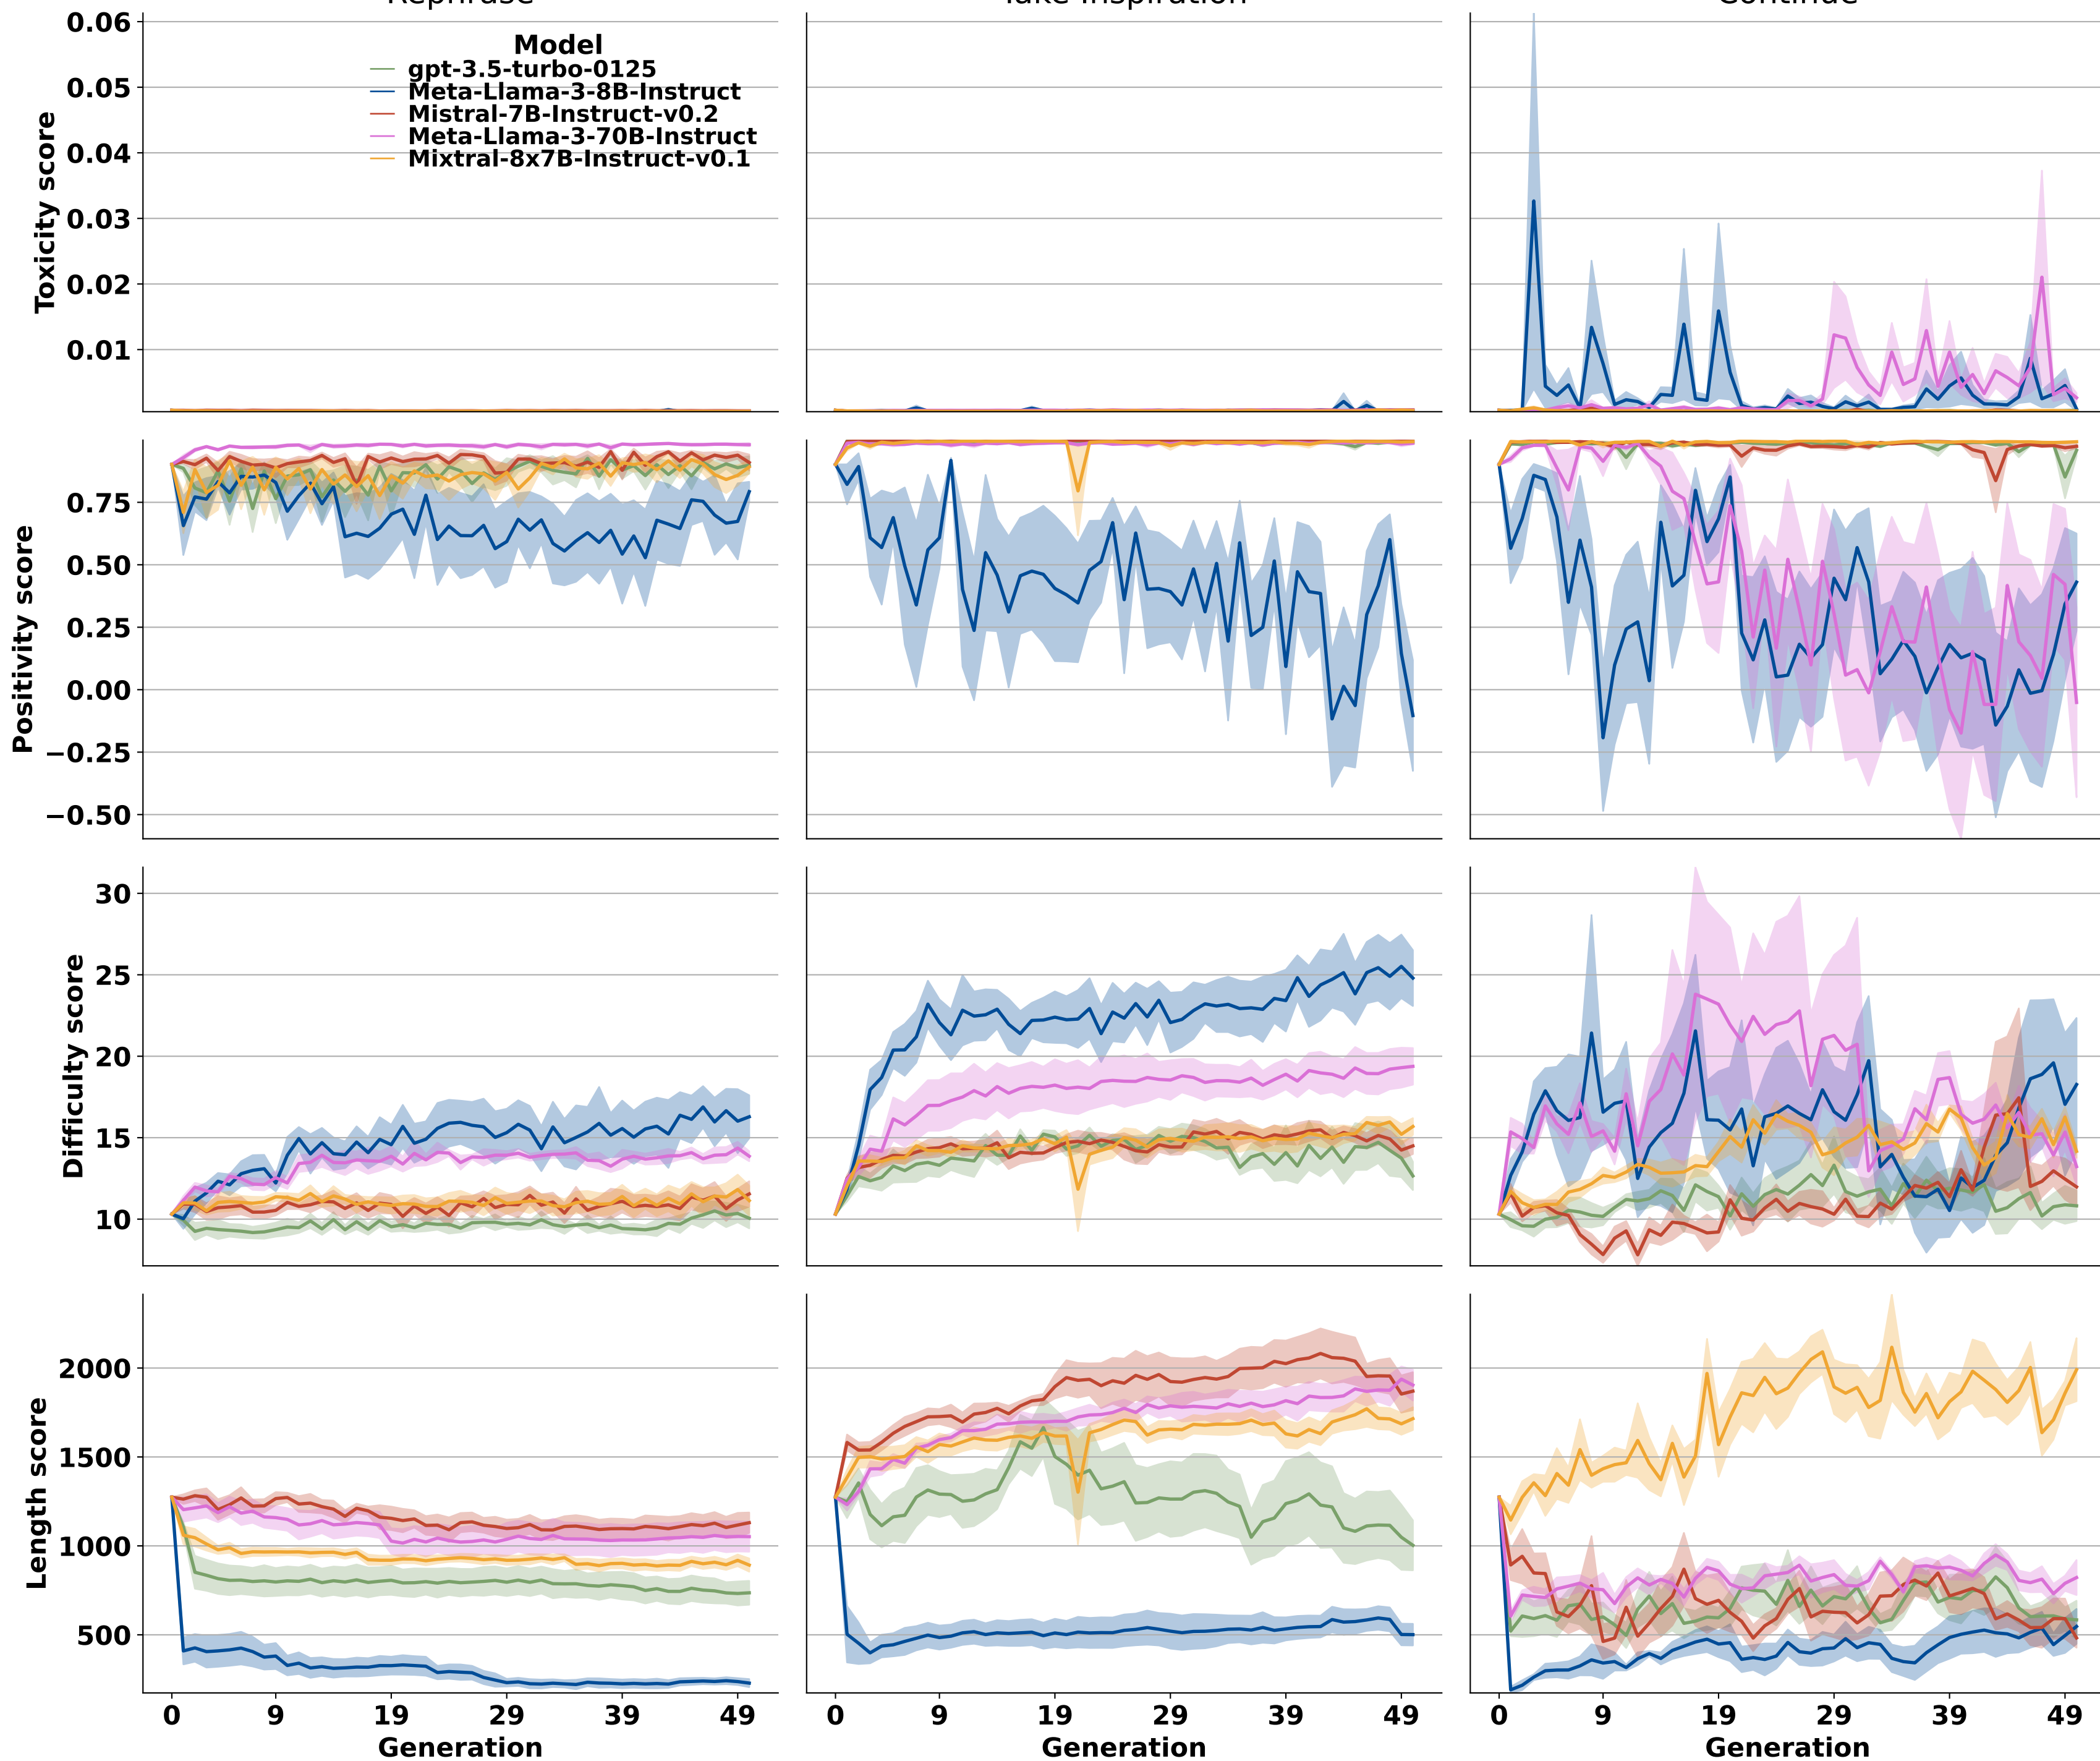 Rephrase
Take Inspiration
Continue
Toxicity score
0.06
0.05
0.04
0.03
0.02
0.01
Model
gpt-3.5-turbo-0125
Meta-Llama-3-8B-Instruct
Mistral-7B-Instruct-v0.2
Meta-Llama-3-70B-Instruct
Mixtral-8x7B-Instruct-v0.1
Positivity score
0.75
0.50
0.25
0.00
−0.25
−0.50
Difficulty score
30
25
20
15
10
Length score
2000
1500
1000
500
0 9 19 29 39 49
0 9 19 29 39 49
0 9 19 29 39 49
Generation
Generation
Generation